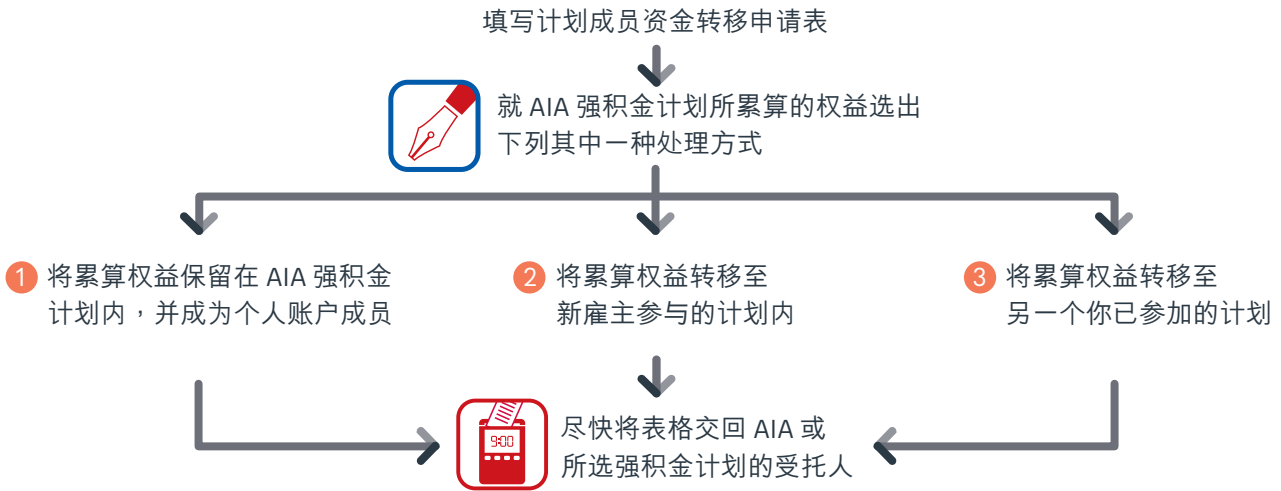 填写计划成员资金转移申请表
就 AIA 强积金计划所累算的权益选出
下列其中一种处理方式
1 将累算权益保留在 AIA 强积金
计划内，并成为个人账户成员
2 将累算权益转移至
新雇主参与的计划内
3 将累算权益转移至
另一个你已参加的计划
9:00
尽快将表格交回 AIA 或
所选强积金计划的受托人